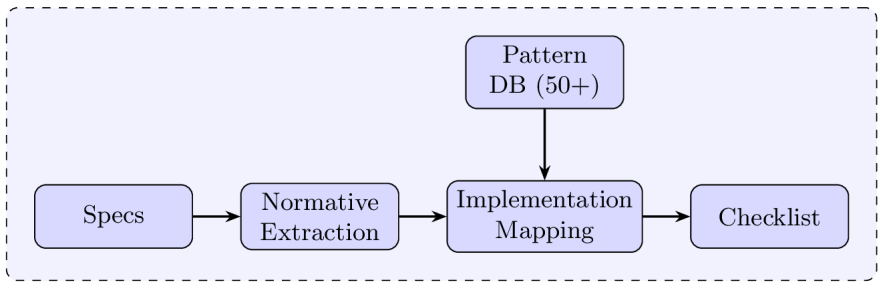 Pattern
DB (50+)
Specs
Normative
Extraction
Implementation
Mapping
Checklist